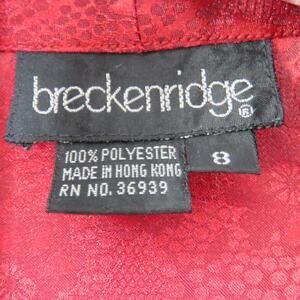 breckenridge®
100% POLYESTER
MADE IN HONG KONG
RN NO. 36939
8